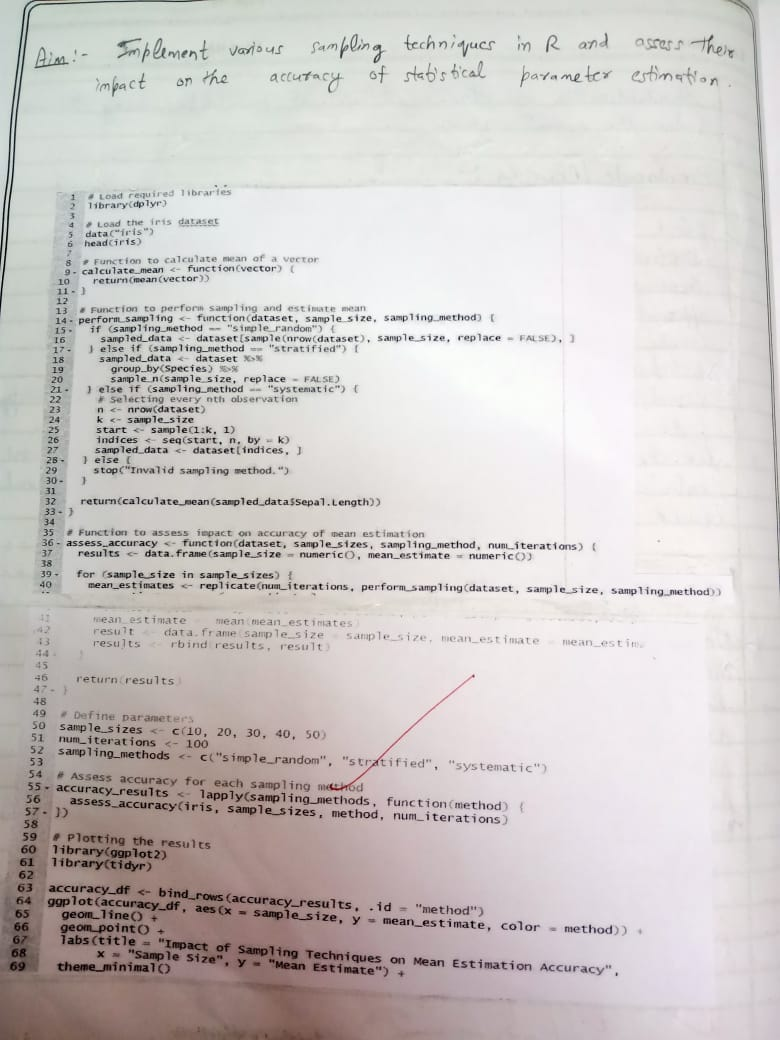 Aim:- Implement various sampling techniques in R and assess their
impact on the accuracy of statistical parameter estimation.
1 # Load required libraries
2 library(dplyr)
3
4 # Load the iris dataset
5 data("iris")
6 head(iris)
7
8 # Function to calculate mean of a vector
9 - calculate_mean <- function(vector) {
10 return(mean(vector))
11 - }
12
13 # Function to perform sampling and estimate mean
14 - perform_sampling <- function(dataset, sample_size, sampling_method) {
15 - if (sampling_method == "simple_random") {
16 sampled_data <- dataset[sample(nrow(dataset), sample_size, replace = FALSE), ]
17 - } else if (sampling_method == "stratified") {
18 sampled_data <- dataset %>%
19 group_by(Species) %>%
20 sample_n(sample_size, replace = FALSE)
21 - } else if (sampling_method == "systematic") {
22 # Selecting every nth observation
23 n <- nrow(dataset)
24 k <- sample_size
25 start <- sample(1:k, 1)
26 indices <- seq(start, n, by = k)
27 sampled_data <- dataset[indices, ]
28 - } else {
29 stop("Invalid sampling method.")
30 - }
31
32 return(calculate_mean(sampled_data$Sepal.Length))
33 - }
34
35 # Function to assess impact on accuracy of mean estimation
36 - assess_accuracy <- function(dataset, sample_sizes, sampling_method, num_iterations) {
37 results <- data.frame(sample_size = numeric(), mean_estimate = numeric())
38
39 - for (sample_size in sample_sizes) {
40 mean_estimates <- replicate(num_iterations, perform_sampling(dataset, sample_size, sampling_method))
41 mean_estimate mean(mean_estimates)
42 result data.frame(sample_size sample_size, mean_estimate mean_estim
43 results rbind(results, result)
44 - }
45
46 return(results)
47 - }
48
49 # Define parameters
50 sample_sizes <- c(10, 20, 30, 40, 50)
51 num_iterations <- 100
52 sampling_methods <- c("simple_random", "stratified", "systematic")
53
54 # Assess accuracy for each sampling method
55 - accuracy_results <- lapply(sampling_methods, function(method) {
56 assess_accuracy(iris, sample_sizes, method, num_iterations)
57 - })
58
59 # Plotting the results
60 library(ggplot2)
61 library(tidyr)
62
63 accuracy_df <- bind_rows(accuracy_results, .id = "method")
64 ggplot(accuracy_df, aes(x = sample_size, y = mean_estimate, color = method)) +
65 geom_line() +
66 geom_point() +
67 labs(title = "Impact of Sampling Techniques on Mean Estimation Accuracy",
68 x = "Sample Size", y = "Mean Estimate") +
69 theme_minimal()